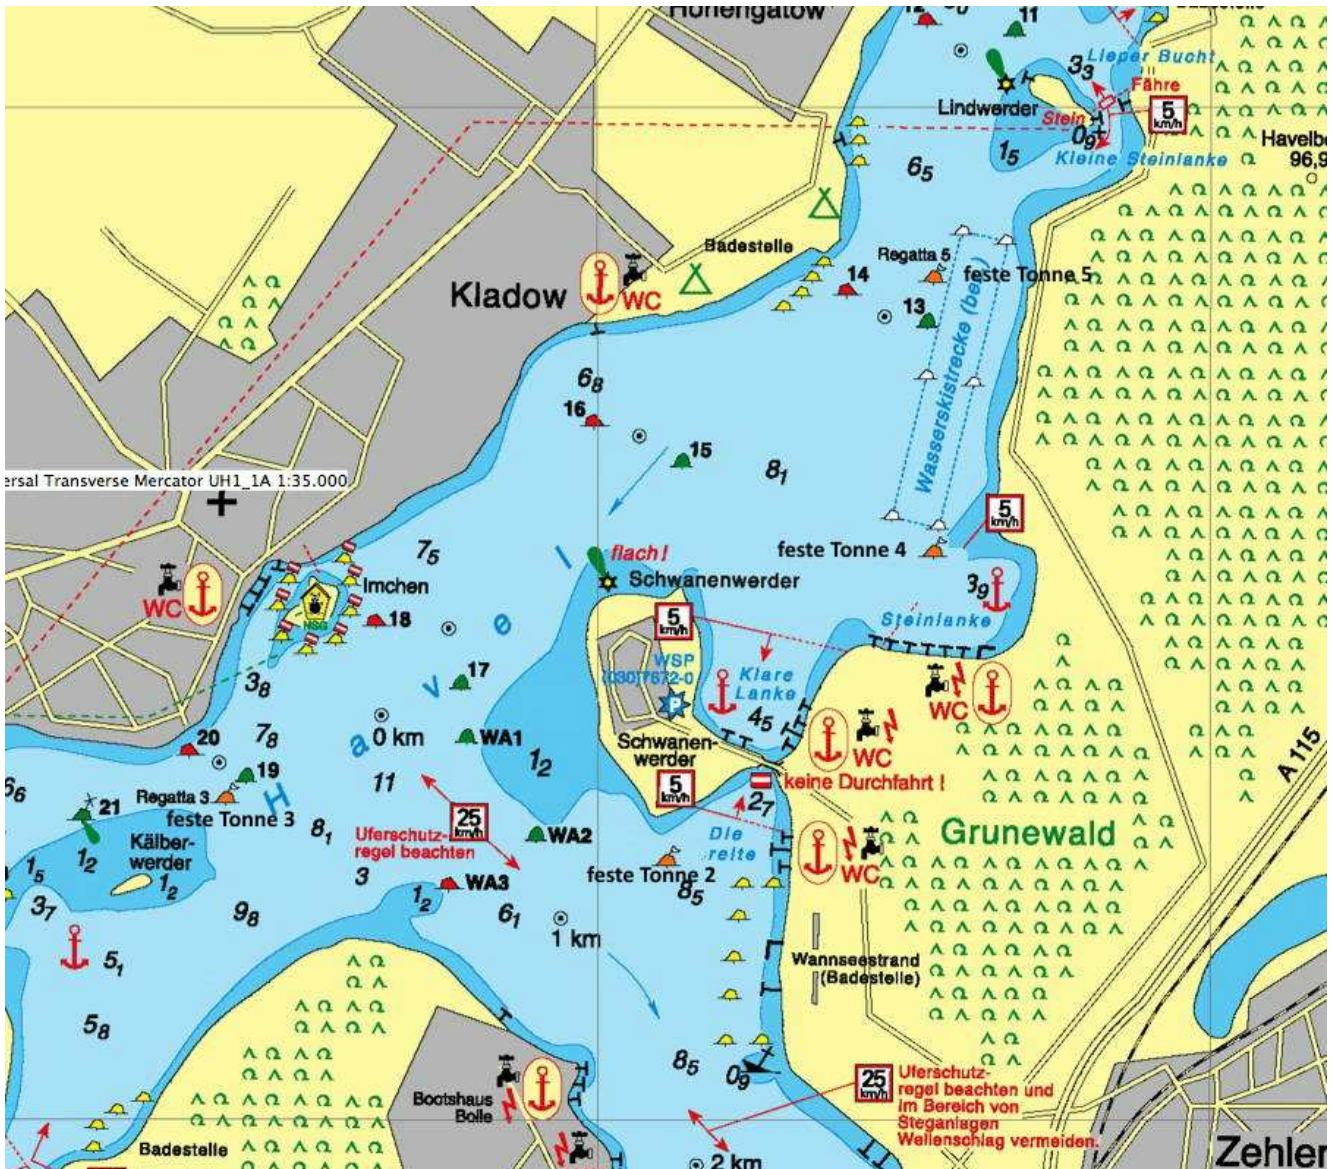 Hohengatow
12
11
3₃
Lieper Bucht
Fähre
Lindwerder
Stein
5
km/h
0₉
1₅
Kleine Steinlanke
96,9
6₅
Badestelle
Regatta 5
feste Tonne 5
14
13
Kladow
WC
6₈
16
15
8₁
ersal Transverse Mercator UH1_1A 1:35.000
5
km/h
feste Tonne 4
7₅
flach!
Schwanenwerder
Imchen
WC
NSG
18
3₉
Steinlanke
5
km/h
WSP
(030)7672-0
Klare
Lanke
4₅
17
3₈
WC
7₈
20
0 km
WA1
1₂
Schwanen-
werder
WC
keine Durchfahrt !
A 115
H a v e l
11
19
Regatta 3
feste Tonne 3
6₆
21
5
km/h
2₇
25
km/h
Uferschutz-
regel beachten
8₁
WA2
Die
reite
Grunewald
Kälber-
werder
1₂
1₂
1₅
3
feste Tonne 2
8₅
WC
3₇
9₈
1₂
WA3
6₁
1 km
5₁
Wannseestrand
(Badestelle)
5₈
8₅
0₉
25
km/h
Uferschutz-
regel beachten und
im Bereich von
Steganlagen
Wellenschlag vermeiden.
Bootshaus
Bolle
Badestelle
2 km
Zehlen